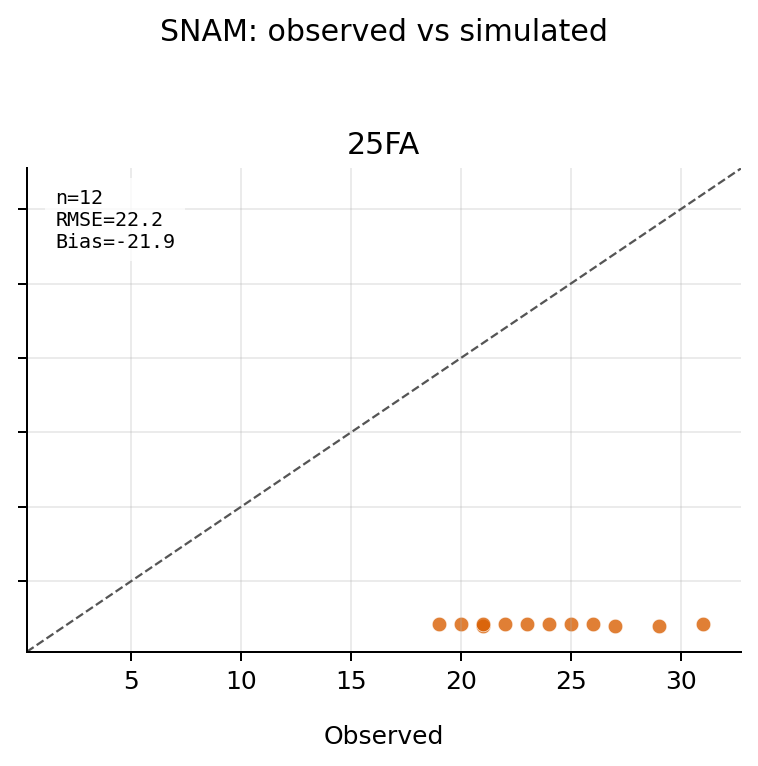 SNAM: observed vs simulated
25FA
n=12
RMSE=22.2
Bias=-21.9
5 10 15 20 25 30
Observed